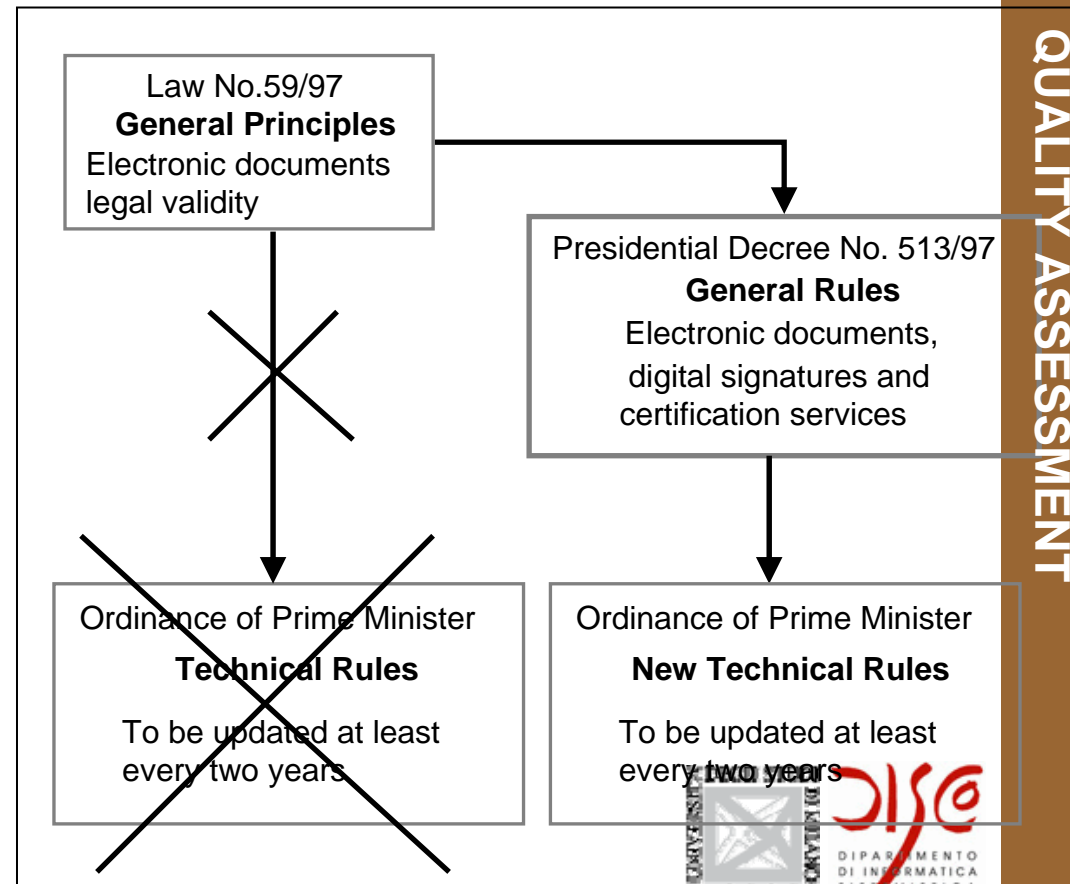 Law No.59/97
General Principles
Electronic documents
legal validity
Presidential Decree No. 513/97
General Rules
Electronic documents,
digital signatures and
certification services
Ordinance of Prime Minister
Technical Rules
To be updated at least
every two years
Ordinance of Prime Minister
New Technical Rules
To be updated at least
every two years
QUALITY ASSESSMENT
DI MILANO
DISCO
DIPARTIMENTO
DI INFORMATICA